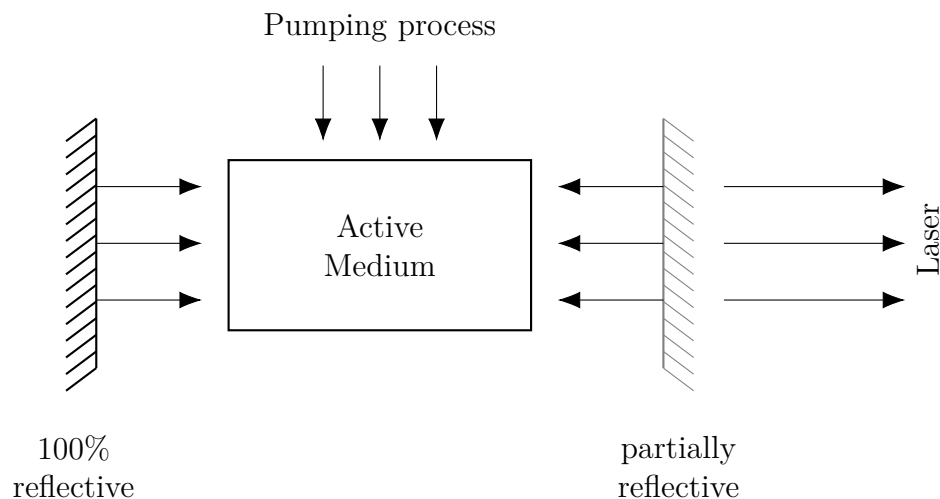 Pumping process
Active
Medium
Laser
100%
reflective
partially
reflective